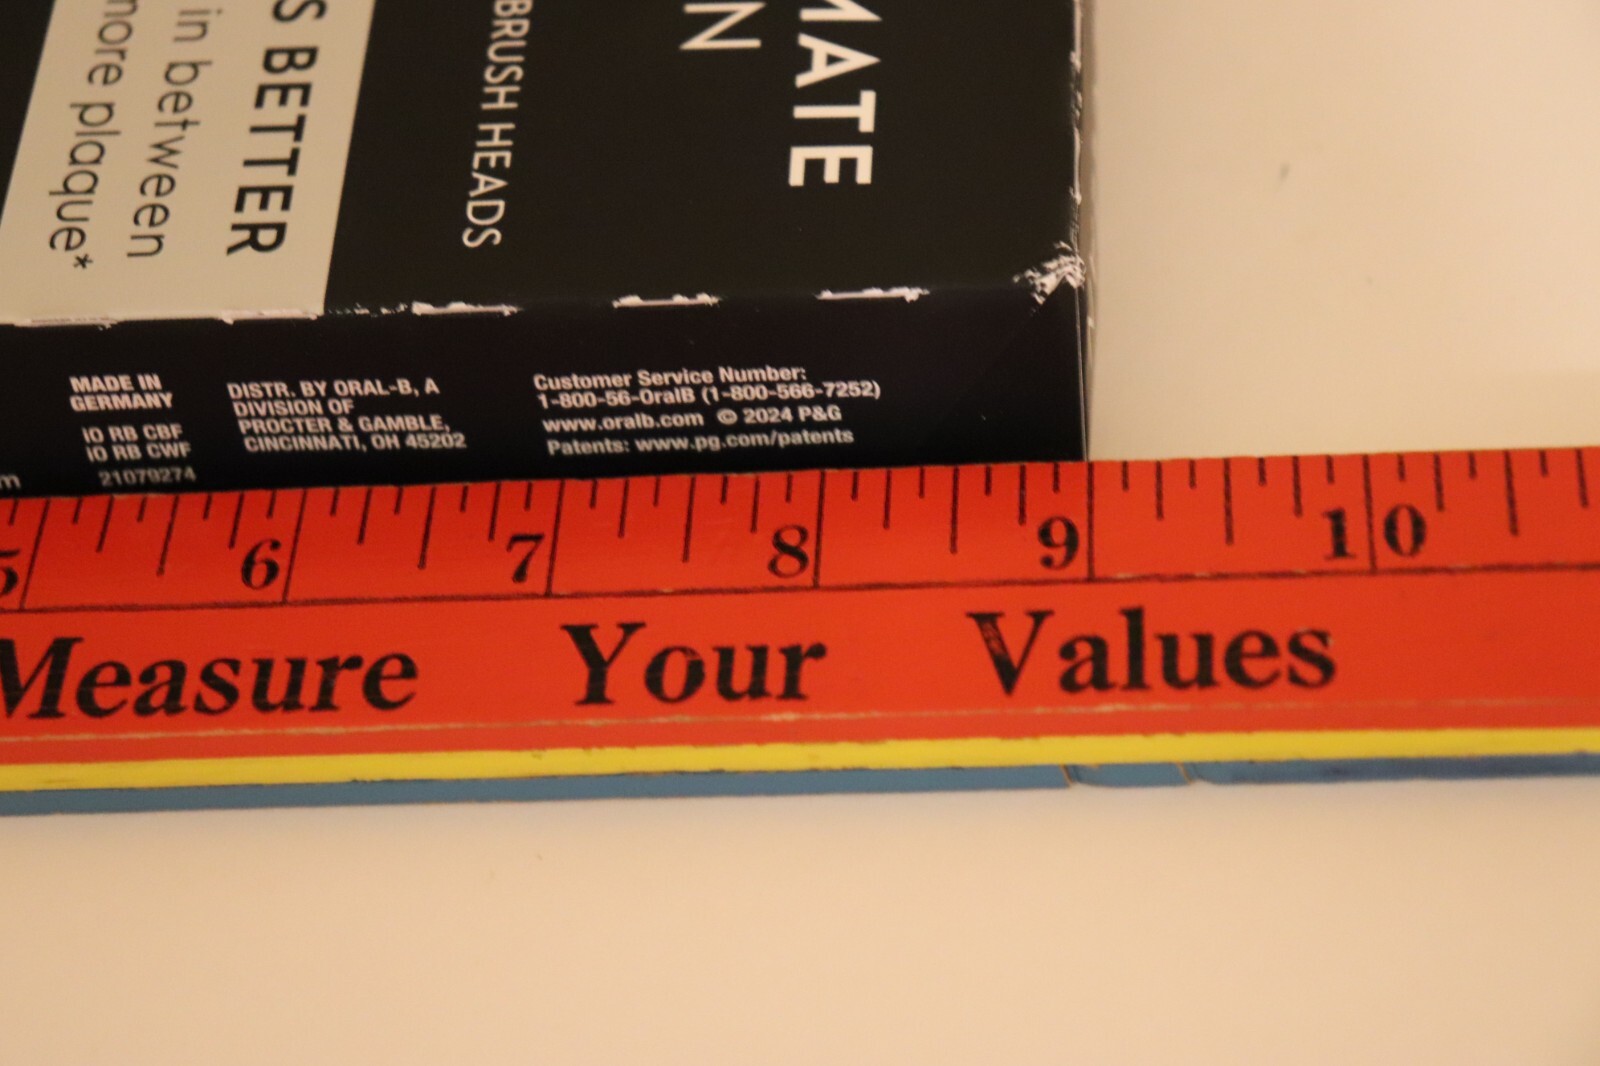 MATE
N
BRUSH HEADS
S BETTER
in between
more plaque*
m
MADE IN
GERMANY
IO RB CBF
IO RB CWF
21079274
DISTR. BY ORAL-B, A
DIVISION OF
PROCTER & GAMBLE,
CINCINNATI, OH 45202
Customer Service Number:
1-800-56-OralB (1-800-566-7252)
www.oralb.com © 2024 P&G
Patents: www.pg.com/patents
5 6 7 8 9 10
Measure Your Values